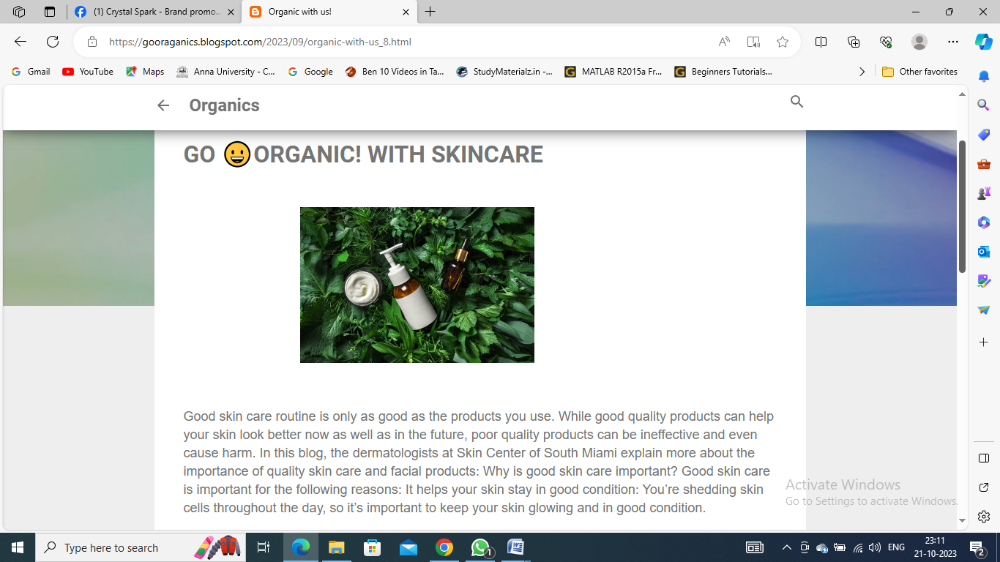 (1) Crystal Spark - Brand promo...
Organic with us!
https://gooraganics.blogspot.com/2023/09/organic-with-us_8.html
Gmail
YouTube
Maps
Anna University - C...
Google
Ben 10 Videos in Ta...
StudyMaterialz.in -...
MATLAB R2015a Fr...
Beginners Tutorials...
Other favorites
Organics
GO 😀ORGANIC! WITH SKINCARE
Good skin care routine is only as good as the products you use. While good quality products can help
your skin look better now as well as in the future, poor quality products can be ineffective and even
cause harm. In this blog, the dermatologists at Skin Center of South Miami explain more about the
importance of quality skin care and facial products: Why is good skin care important? Good skin care
is important for the following reasons: It helps your skin stay in good condition: You’re shedding skin
cells throughout the day, so it’s important to keep your skin glowing and in good condition.
Activate Windows
Go to Settings to activate Windows.
Type here to search
1
ENG
23:11
21-10-2023
2